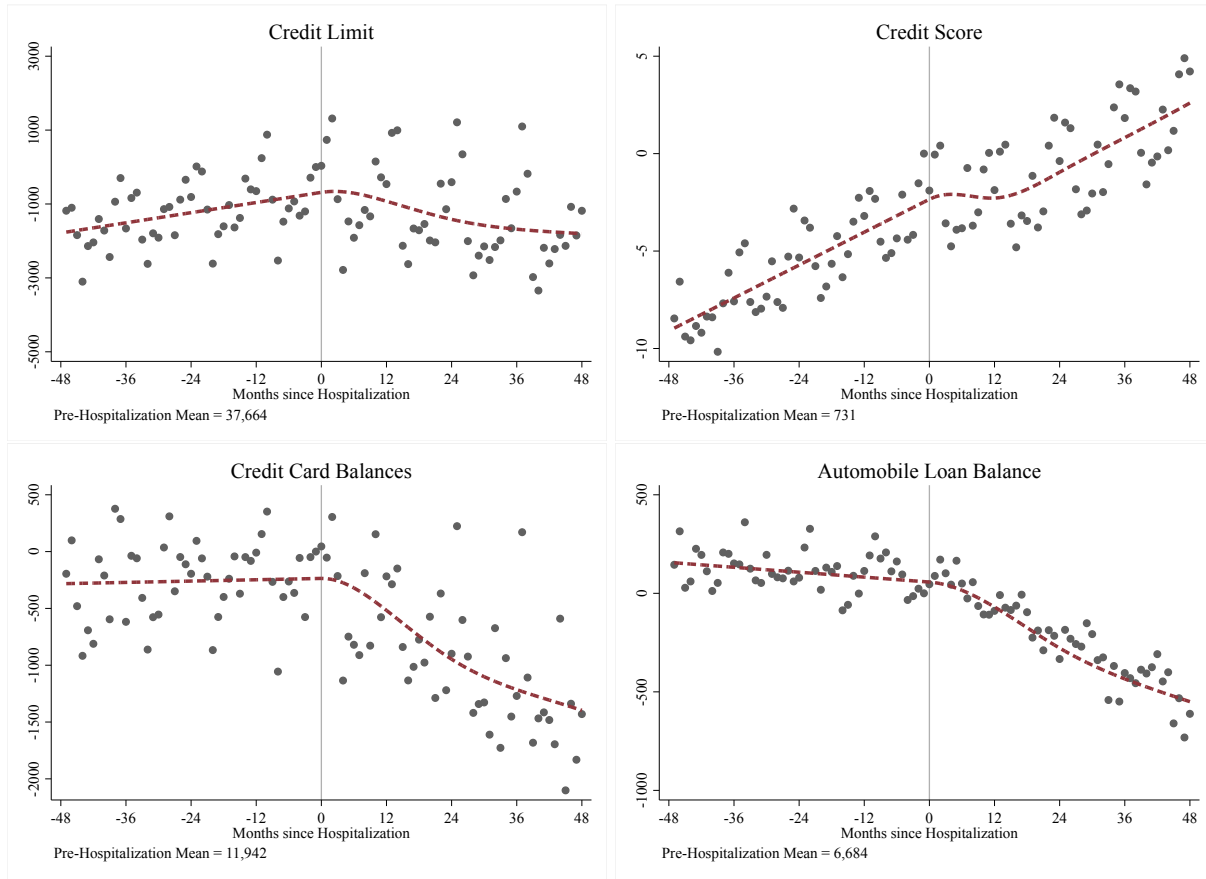 Credit Limit
3000
1000
-1000
-3000
-5000
-48 -36 -24 -12 0 12 24 36 48
Months since Hospitalization
Pre-Hospitalization Mean = 37,664
Credit Score
5
0
-5
-10
-48 -36 -24 -12 0 12 24 36 48
Months since Hospitalization
Pre-Hospitalization Mean = 731
Credit Card Balances
500
0
-500
-1000
-1500
-2000
-48 -36 -24 -12 0 12 24 36 48
Months since Hospitalization
Pre-Hospitalization Mean = 11,942
Automobile Loan Balance
500
0
-500
-1000
-48 -36 -24 -12 0 12 24 36 48
Months since Hospitalization
Pre-Hospitalization Mean = 6,684